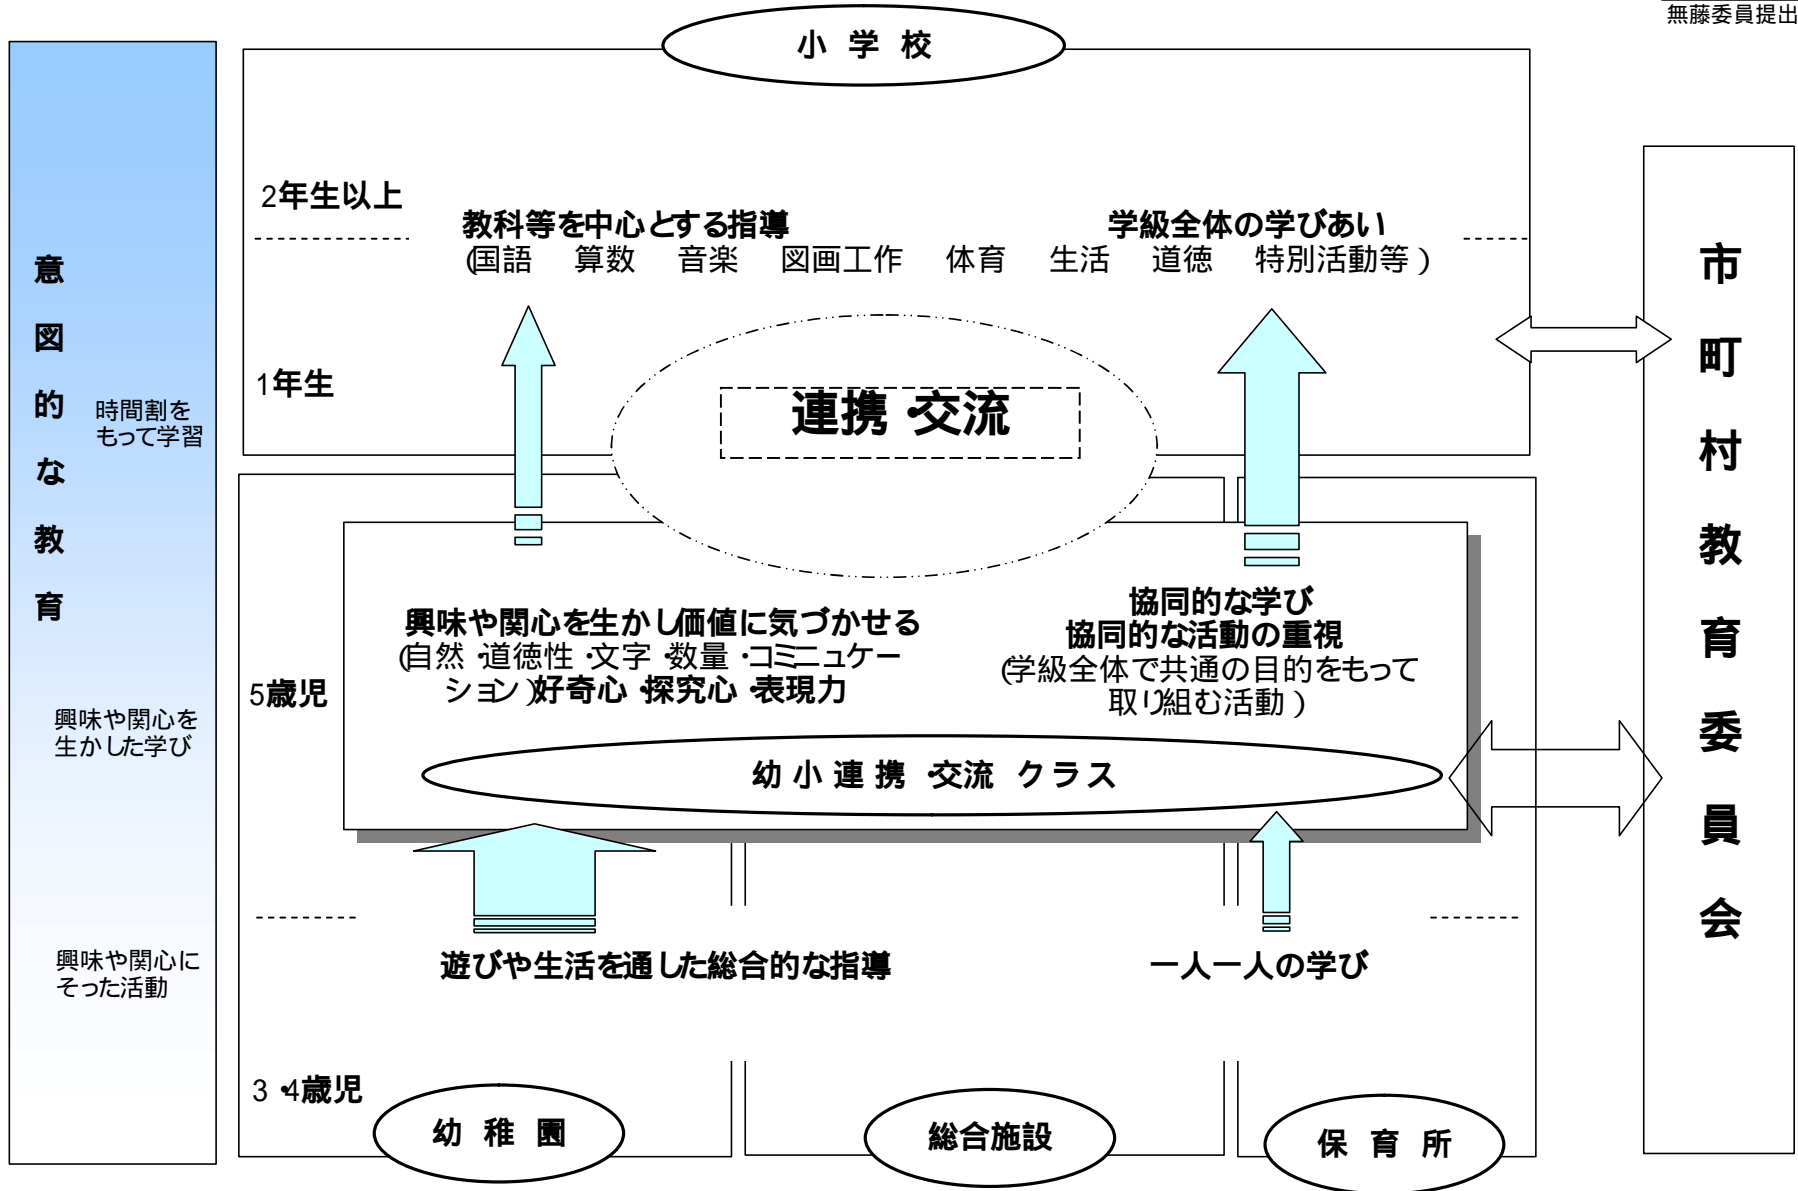 無藤委員提出
小学校
意図的な教育
時間割を
もって学習
興味や関心を
生かした学び
興味や関心に
そった活動
2年生以上
教科等を中心とする指導
学級全体の学びあい
(国語 算数 音楽 図画工作 体育 生活 道徳 特別活動等)
1年生
連携・交流
5歳児
興味や関心を生かし価値に気づかせる
(自然・道徳性・文字・数量・コミニュケー
ション)好奇心・探究心・表現力
協同的な学び
協同的な活動の重視
(学級全体で共通の目的をもって
取り組む活動)
幼小連携・交流クラス
遊びや生活を通した総合的な指導
一人一人の学び
3・4歳児
幼稚園
総合施設
保育所
市町村教育委員会